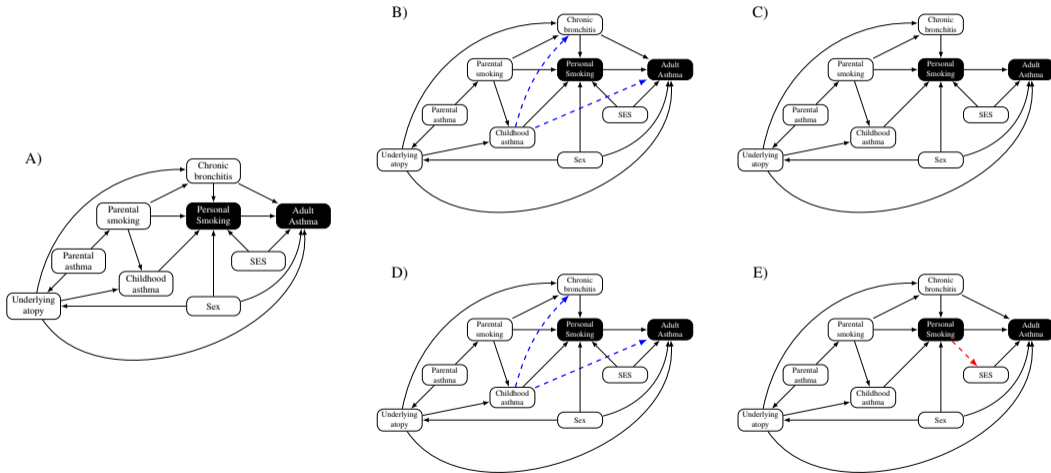 A)
Chronic
bronchitis
Parental
smoking
Personal
Smoking
Adult
Asthma
Parental
asthma
SES
Childhood
asthma
Underlying
atopy
Sex
B)
Chronic
bronchitis
Parental
smoking
Personal
Smoking
Adult
Asthma
Parental
asthma
SES
Childhood
asthma
Underlying
atopy
Sex
C)
Chronic
bronchitis
Parental
smoking
Personal
Smoking
Adult
Asthma
Parental
asthma
SES
Childhood
asthma
Underlying
atopy
Sex
D)
Chronic
bronchitis
Parental
smoking
Personal
Smoking
Adult
Asthma
Parental
asthma
SES
Childhood
asthma
Underlying
atopy
Sex
E)
Chronic
bronchitis
Parental
smoking
Personal
Smoking
Adult
Asthma
Parental
asthma
SES
Childhood
asthma
Underlying
atopy
Sex